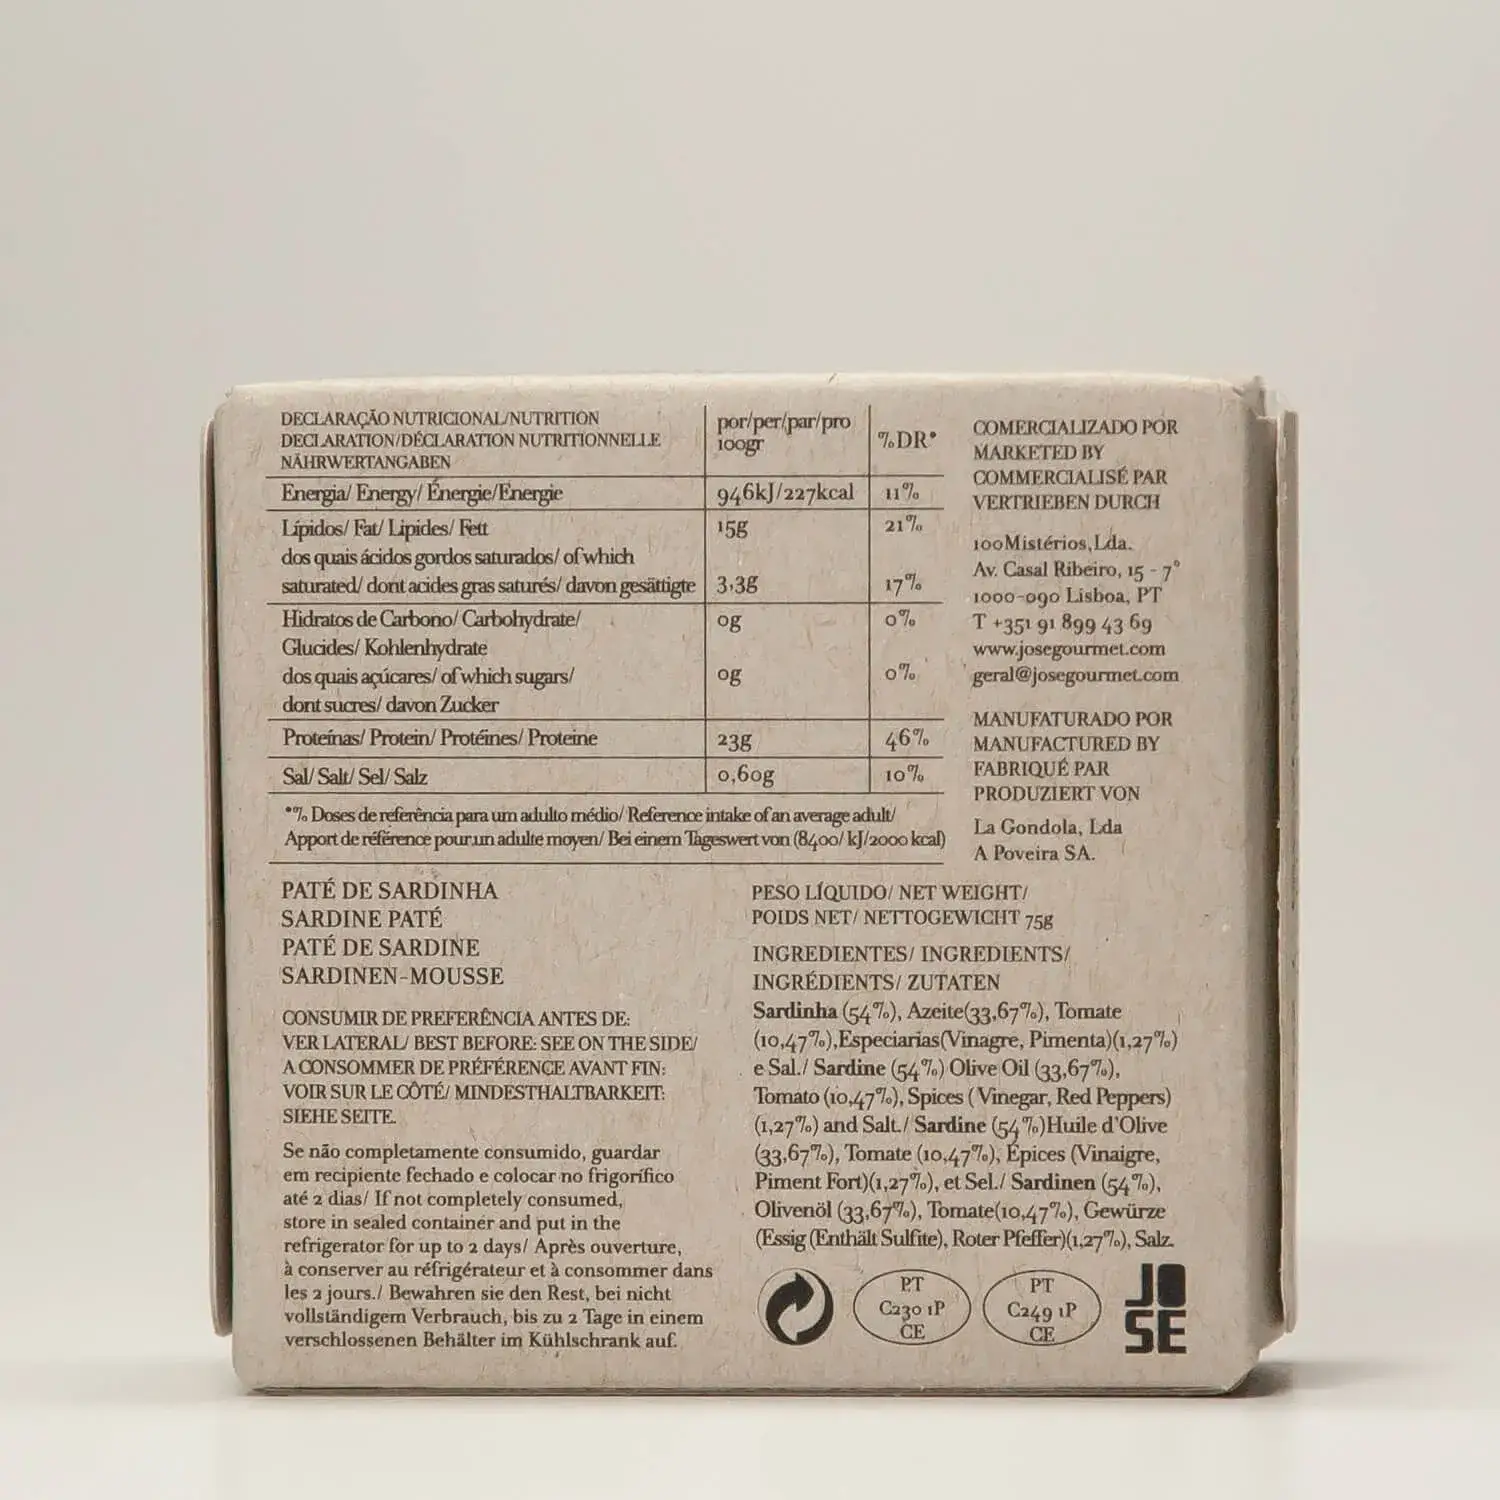 DECLARAÇÃO NUTRICIONAL/NUTRITION
DECLARATION/DÉCLARATION NUTRITIONNELLE
NÄHRWERTANGABEN
por/per/par/pro
100gr
%DR*
Energia/ Energy/ Énergie/Energie 946kJ/227kcal 11%
Lípidos/ Fat/ Lipides/ Fett 15g 21%
dos quais ácidos gordos saturados/ of which
saturated/ dont acides gras saturés/ davon gesättigte 3,3g 17%
Hidratos de Carbono/ Carbohydrate/ 0g 0%
Glucides/ Kohlenhydrate
dos quais açúcares/ of which sugars/ 0g 0%
dont sucres/ davon Zucker
Proteínas/ Protein/ Protéines/ Proteine 23g 46%
Sal/ Salt/ Sel/ Salz 0,60g 10%
*% Doses de referência para um adulto médio/ Reference intake of an average adult/
Apport de référence pour.un adulte moyen/ Bei einem Tageswert von (8400/ kJ/2000 kcal)
COMERCIALIZADO POR
MARKETED BY
COMMERCIALISÉ PAR
VERTRIEBEN DURCH
100Mistérios,Lda.
Av. Casal Ribeiro, 15 - 7°
1000-090 Lisboa, PT
T +351 91 899 43 69
www.josegourmet.com
geral@josegourmet.com
MANUFATURADO POR
MANUFACTURED BY
FABRIQUÉ PAR
PRODUZIERT VON
La Gondola, Lda
A Poveira SA.
PATÉ DE SARDINHA
SARDINE PATÉ
PATÉ DE SARDINE
SARDINEN-MOUSSE
CONSUMIR DE PREFERÊNCIA ANTES DE:
VER LATERAL/ BEST BEFORE: SEE ON THE SIDE/
A CONSOMMER DE PRÉFÉRENCE AVANT FIN:
VOIR SUR LE CÔTÉ/ MINDESTHALTBARKEIT:
SIEHE SEITE.
Se não completamente consumido, guardar
em recipiente fechado e colocar no frigorífico
até 2 dias/ If not completely consumed,
store in sealed container and put in the
refrigerator for up to 2 days/ Après ouverture,
à conserver au réfrigérateur et à consommer dans
les 2 jours./ Bewahren sie den Rest, bei nicht
vollständigem Verbrauch, bis zu 2 Tage in einem
verschlossenen Behälter im Kühlschrank auf.
PESO LÍQUIDO/ NET WEIGHT/
POIDS NET/ NETTOGEWICHT 75g
INGREDIENTES/ INGREDIENTS/
INGRÉDIENTS/ ZUTATEN
Sardinha (54%), Azeite(33,67%), Tomate
(10,47%),Especiarias(Vinagre, Pimenta)(1,27%)
e Sal./ Sardine (54%) Olive Oil (33,67%),
Tomato (10,47%), Spices ( Vinegar, Red Peppers)
(1,27%) and Salt./ Sardine (54%)Huile d'Olive
(33,67%), Tomate (10,47%), Épices (Vinaigre,
Piment Fort)(1,27%), et Sel./ Sardinen (54%),
Olivenöl (33,67%), Tomate(10,47%), Gewürze
(Essig (Enthält Sulfite), Roter Pfeffer)(1,27%), Salz.
PT
C230 1P
CE
PT
C249 1P
CE
JO
SE